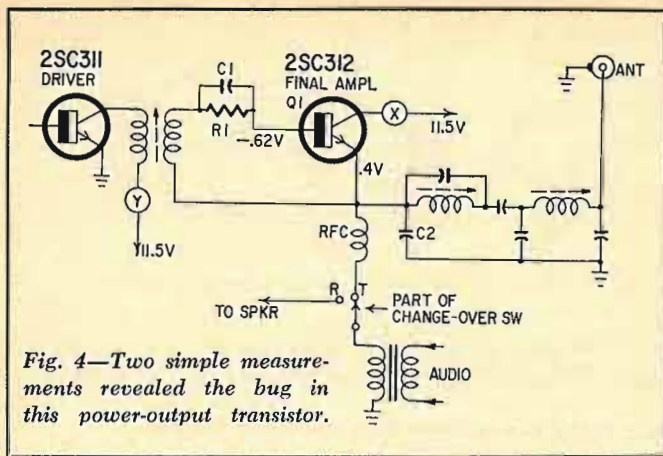 2SC311
DRIVER
C1
R1
2SC312
FINAL AMPL
Q1
ANT
X
11.5V
-.62V
.4V
Y
11.5V
RFC
C2
R T
TO SPKR
PART OF
CHANGE-OVER SW
AUDIO
Fig. 4—Two simple measure-
ments revealed the bug in
this power-output transistor.